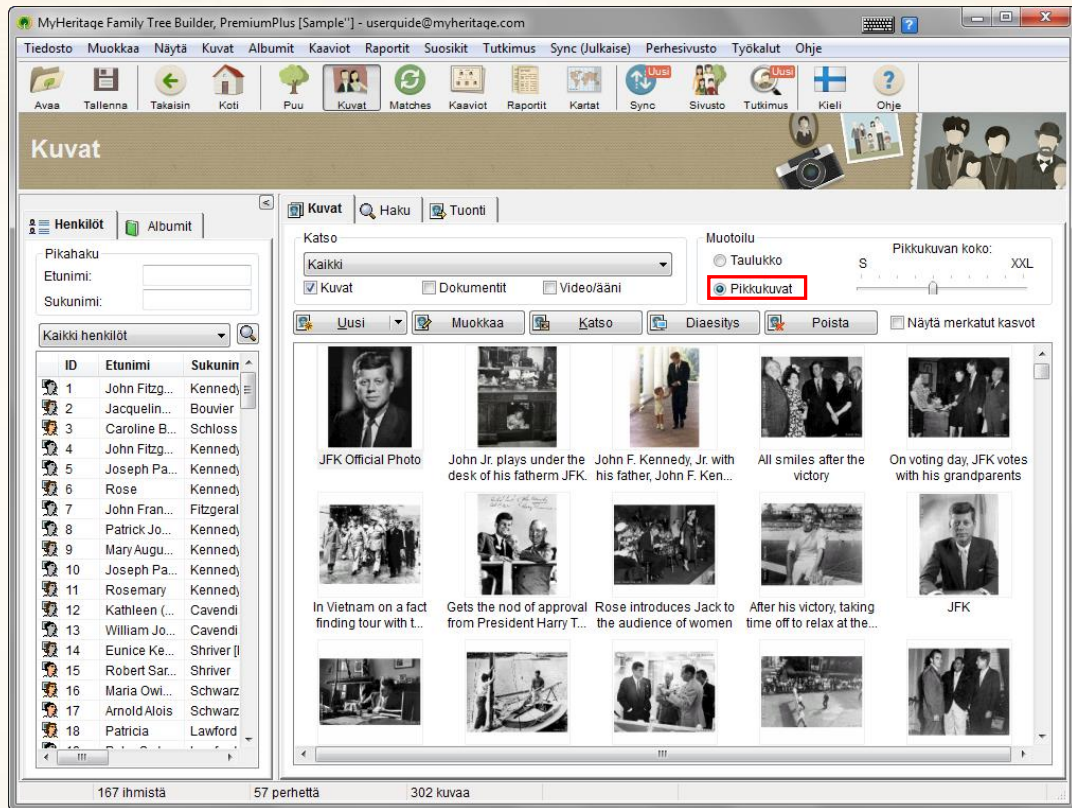 MyHeritage Family Tree Builder, PremiumPlus [Sample''] - userguide@myheritage.com
Tiedosto Muokkaa Näytä Kuvat Albumit Kaaviot Raportit Suosikit Tutkimus Sync (Julkaise) Perhesivusto Työkalut Ohje
Uusi Uusi
Avaa Tallenna Takaisin Koti Puu Kuvat Matches Kaaviot Raportit Kartat Sync Sivusto Tutkimus Kieli Ohje
Kuvat
Henkilöt Albumit
Pikahaku
Etunimi:
Sukunimi:
Kaikki henkilöt
ID Etunimi Sukunim
1 John Fitzg... Kennedy
2 Jacquelin... Bouvier
3 Caroline B... Schloss
4 John Fitzg... Kennedy
5 Joseph Pa... Kennedy
6 Rose Kennedy
7 John Fran... Fitzgeral
8 Patrick Jo... Kennedy
9 Mary Augu... Kennedy
10 Joseph Pa... Kennedy
11 Rosemary Kennedy
12 Kathleen (... Cavendi
13 William Jo... Cavendi
14 Eunice Ke... Shriver [
15 Robert Sar... Shriver
16 Maria Owi... Schwarz
17 Arnold Alois Schwarz
18 Patricia Lawford
Kuvat Haku Tuonti
Katso
Kaikki
Kuvat Dokumentit Video/ääni
Muotoilu
Taulukko
Pikkukuvat
Pikkukuvan koko:
S XXL
Uusi Muokkaa Katso Diaesitys Poista Näytä merkatut kasvot
JFK Official Photo
John Jr. plays under the
desk of his fatherm JFK.
John F. Kennedy, Jr. with
his father, John F. Ken...
All smiles after the
victory
On voting day, JFK votes
with his grandparents
In Vietnam on a fact
finding tour with t...
Gets the nod of approval
from President Harry T...
Rose introduces Jack to
the audience of women
After his victory, taking
time off to relax at the...
JFK
167 ihmistä 57 perhettä 302 kuvaa